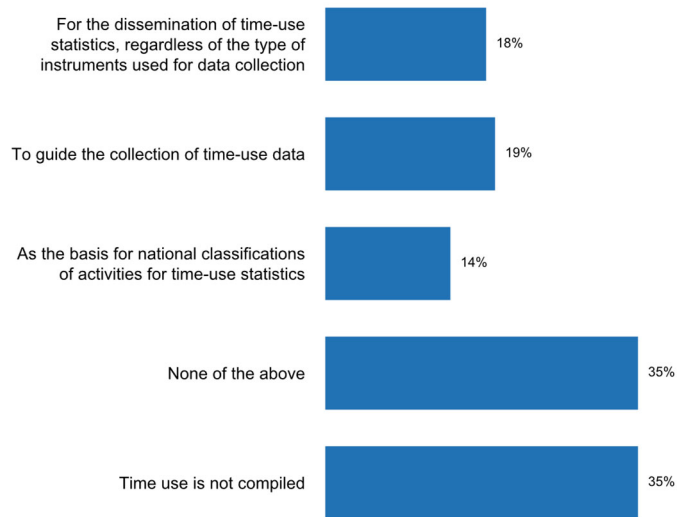 For the dissemination of time-use
statistics, regardless of the type of
instruments used for data collection
18%
To guide the collection of time-use data
19%
As the basis for national classifications
of activities for time-use statistics
14%
None of the above
35%
Time use is not compiled
35%